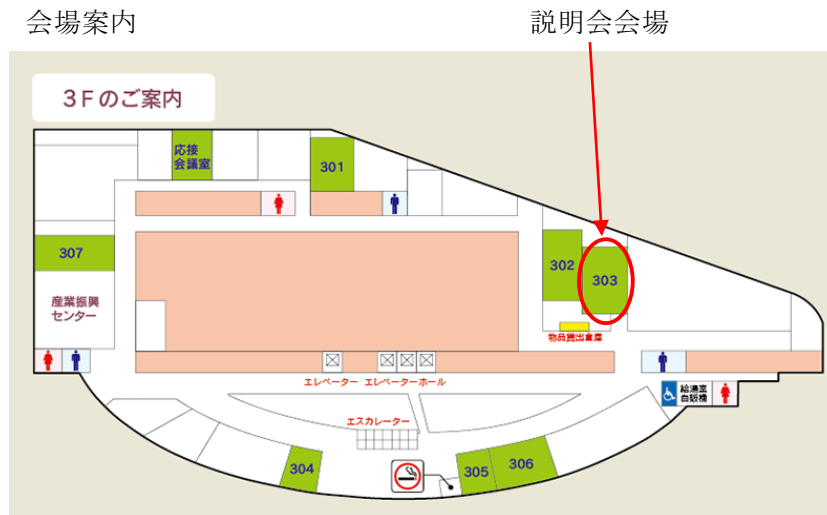 会場案内
説明会会場
3Fのご案内
応接
会議室
301
302
303
307
産業振興
センター
物品貸出倉庫
エレベーター エレベーターホール
給湯室
自販機
エスカレーター
304
305
306